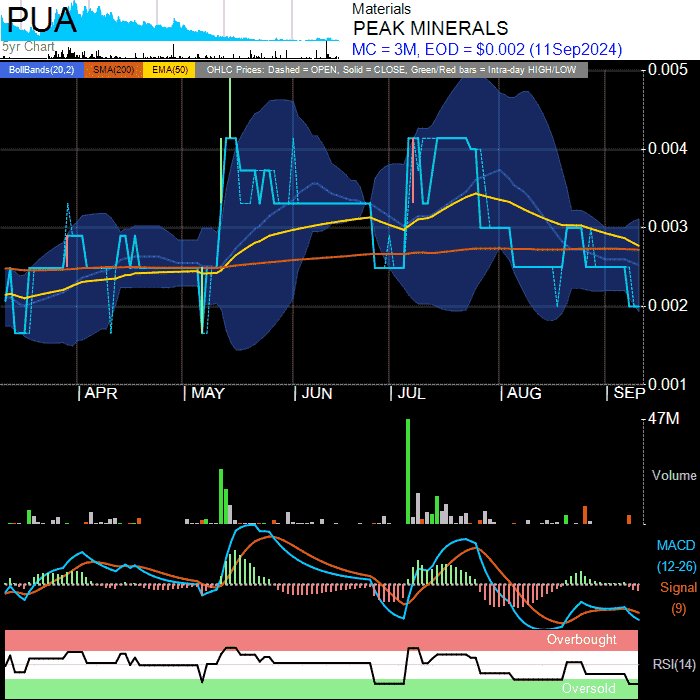 PUA
5yr Chart
Materials
PEAK MINERALS
MC = 3M, EOD = $0.002 (11Sep2024)
BollBands(20,2) SMA(200) EMA(50) OHLC Prices: Dashed = OPEN, Solid = CLOSE, Green/Red bars = Intra-day HIGH/LOW
0.005
0.004
0.003
0.002
0.001
APR MAY JUN JUL AUG SEP
47M
Volume
MACD
(12-26)
Signal
(9)
Overbought
RSI(14)
Oversold